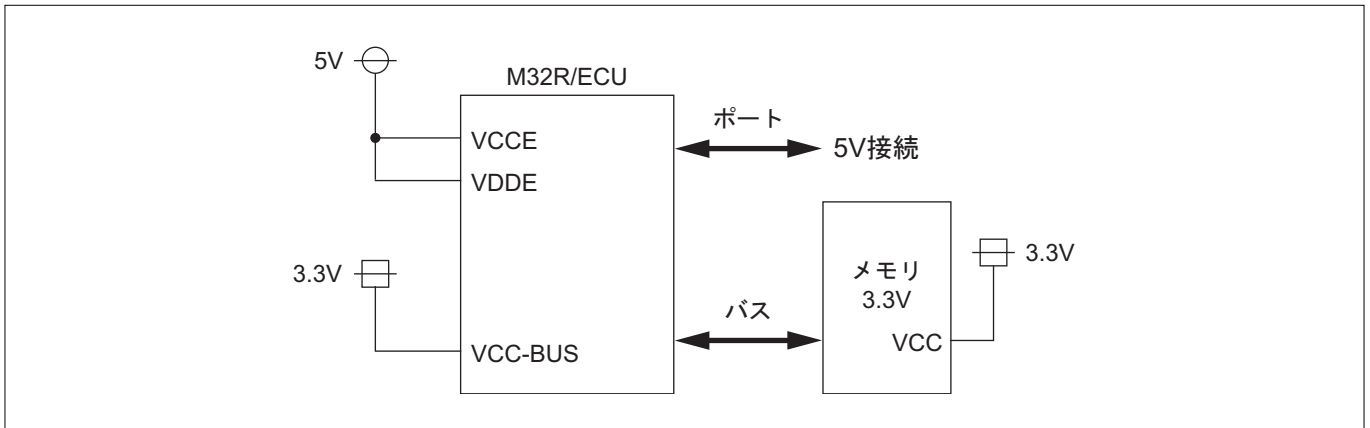 5V
M32R/ECU
VCCE
VDDE
ポート
5V接続
3.3V
VCC-BUS
バス
メモリ
3.3V
VCC
3.3V